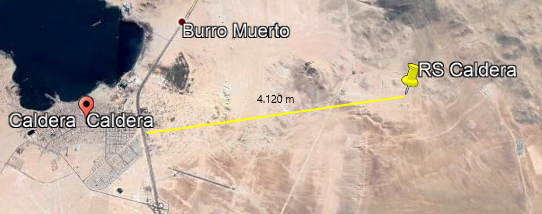 Burro Muerto
RS Caldera
4.120 m
Caldera Caldera